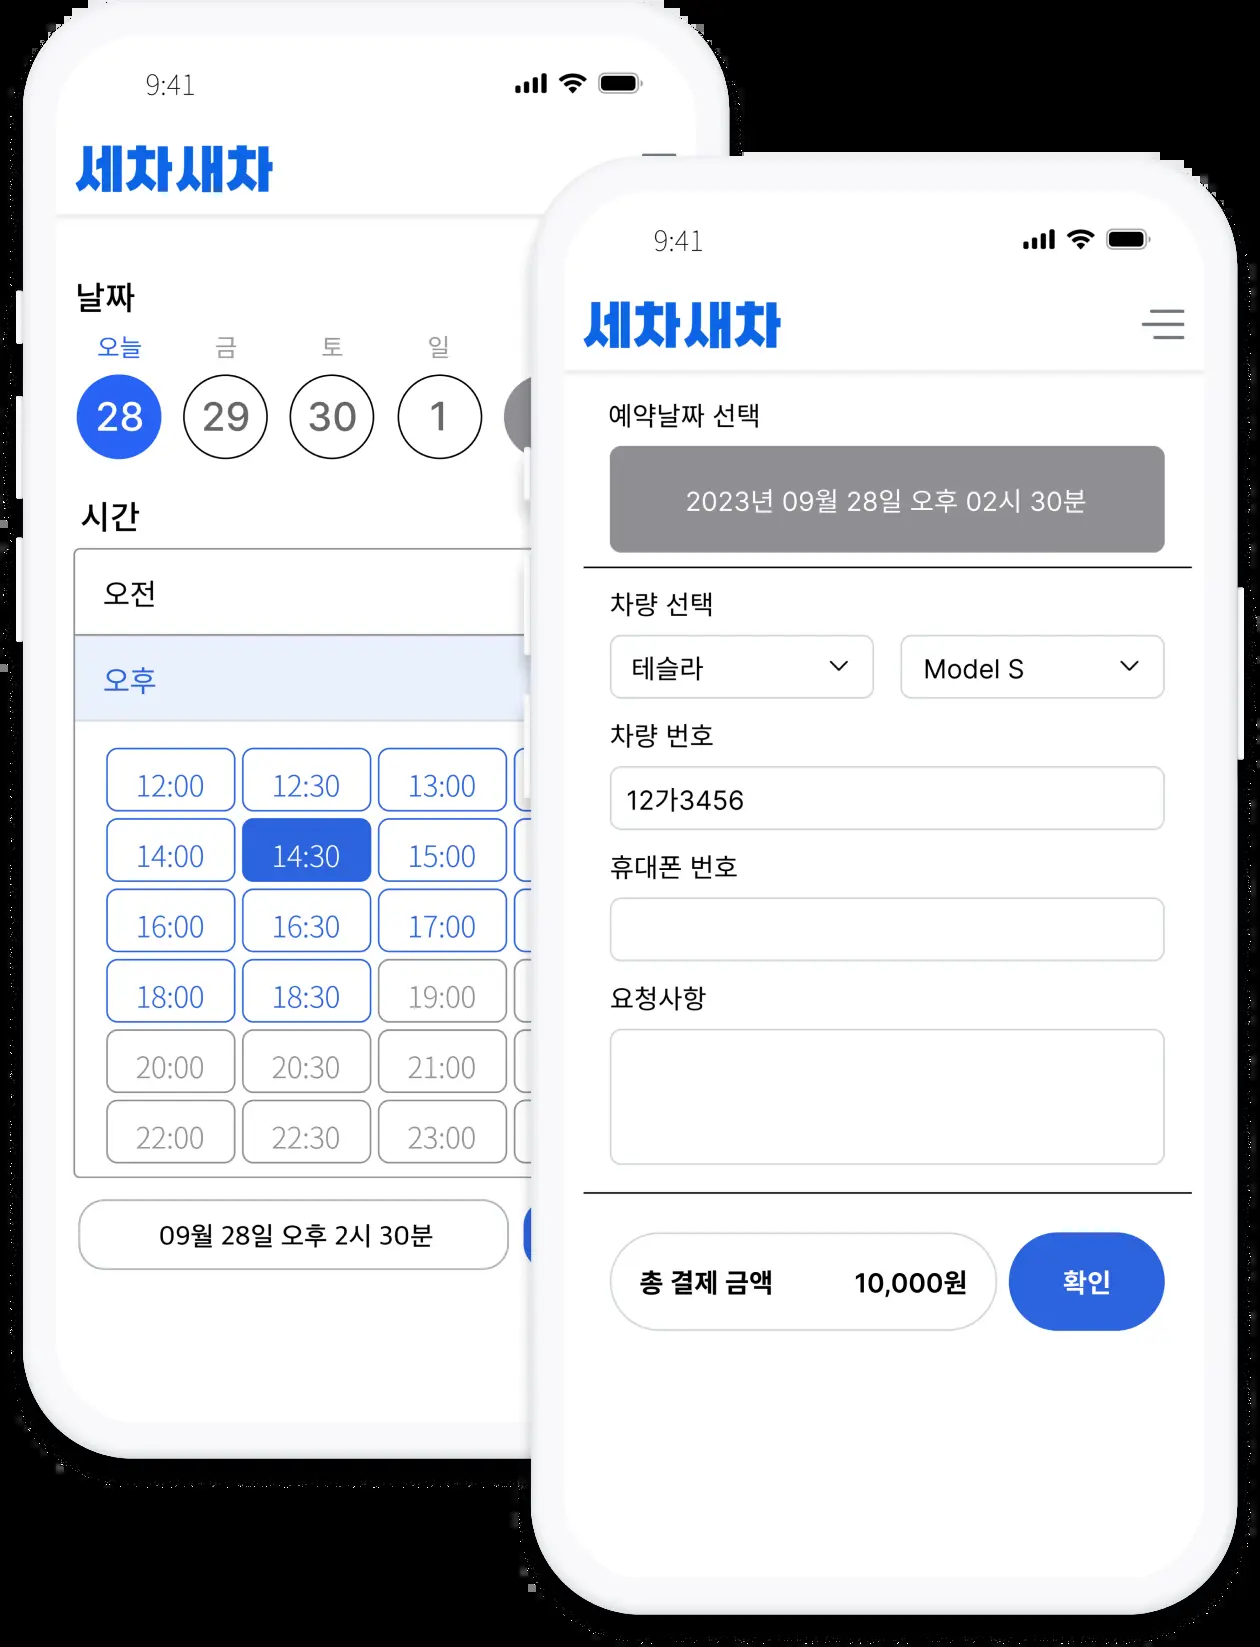 9:41
세차새차
날짜
오늘 금 토 일
28 29 30 1
시간
오전
오후
12:00 12:30 13:00
14:00 14:30 15:00
16:00 16:30 17:00
18:00 18:30 19:00
20:00 20:30 21:00
22:00 22:30 23:00
09월 28일 오후 2시 30분
9:41
세차새차
예약날짜 선택
2023년 09월 28일 오후 02시 30분
차량 선택
테슬라 Model S
차량 번호
12가3456
휴대폰 번호
요청사항
총 결제 금액 10,000원 확인